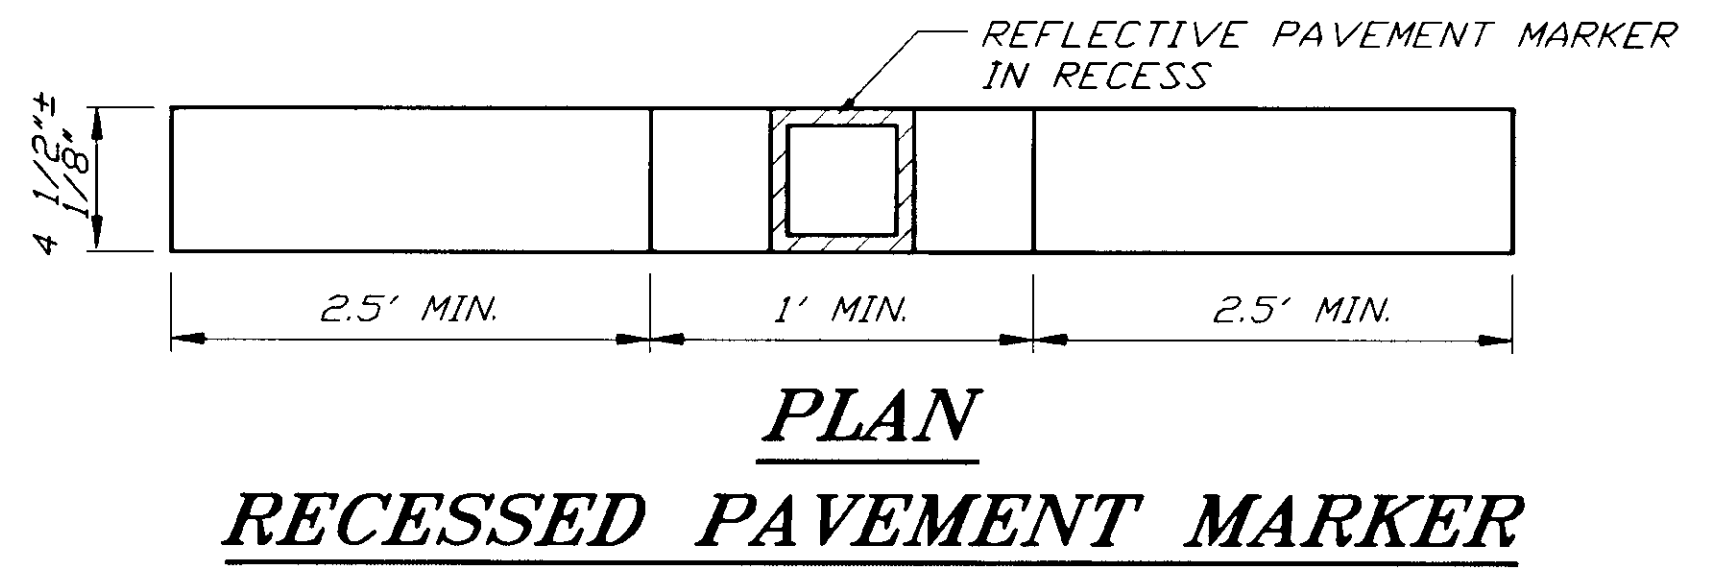 REFLECTIVE PAVEMENT MARKER
IN RECESS
4 1/2"±
1/8"
2.5' MIN.
1' MIN.
2.5' MIN.
PLAN
RECESSED PAVEMENT MARKER